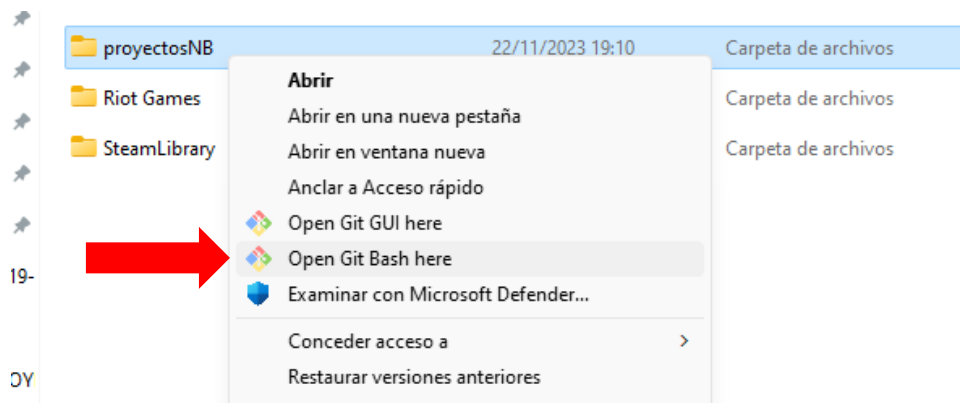 proyectosNB 22/11/2023 19:10 Carpeta de archivos
Abrir
Riot Games Carpeta de archivos
Abrir en una nueva pestaña
SteamLibrary Abrir en ventana nueva Carpeta de archivos
Anclar a Acceso rápido
Open Git GUI here
Open Git Bash here
19-
Examinar con Microsoft Defender...
Conceder acceso a
Restaurar versiones anteriores
OY